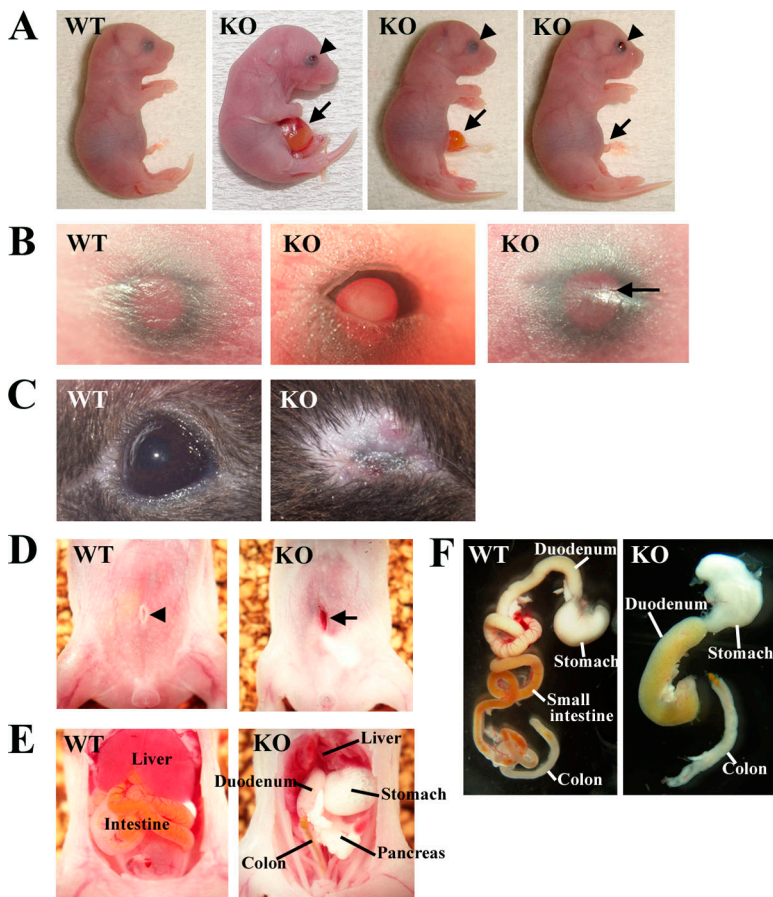 A
WT
KO
KO
KO
B
WT
KO
KO
C
WT
KO
D
WT
KO
E
WT
Liver
Intestine
KO
Liver
Duodenum
Stomach
Colon
Pancreas
F
WT
Duodenum
Stomach
Small
intestine
Colon
KO
Duodenum
Stomach
Colon